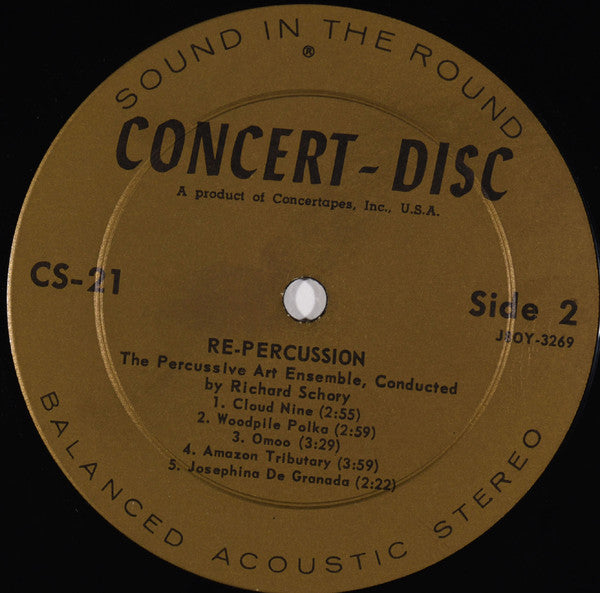 SOUND IN THE ROUND
®
CONCERT-DISC
A product of Concertapes, Inc., U.S.A.
CS-21
Side 2
J8OY-3269
RE-PERCUSSION
The Percussive Art Ensemble, Conducted
by Richard Schory
1. Cloud Nine (2:55)
2. Woodpile Polka (2:59)
3. Omoo (3:29)
4. Amazon Tributary (3:59)
5. Josephina De Granada (2:22)
BALANCED ACOUSTIC STEREO